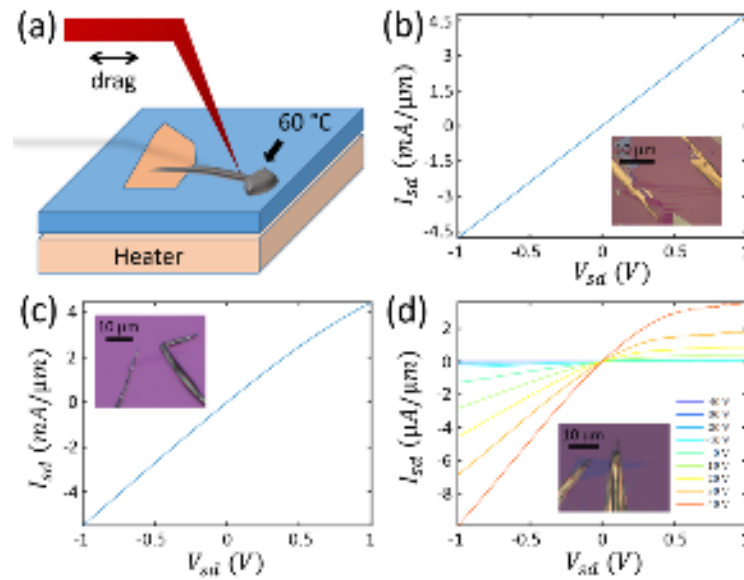 (a)
drag
60 °C
Heater
(b)
4.5
3
1.5
0
-1.5
-3
-4.5
I_sd (mA/μm)
-1 -0.5 0 0.5 1
V_sd (V)
(c)
10 μm
4
2
0
-2
-4
I_sd (mA/μm)
-1 -0.5 0 0.5 1
V_sd (V)
(d)
2
0
-2
-4
-6
-8
I_sd (μA/μm)
10 μm
-1 -0.5 0 0.5 1
V_sd (V)